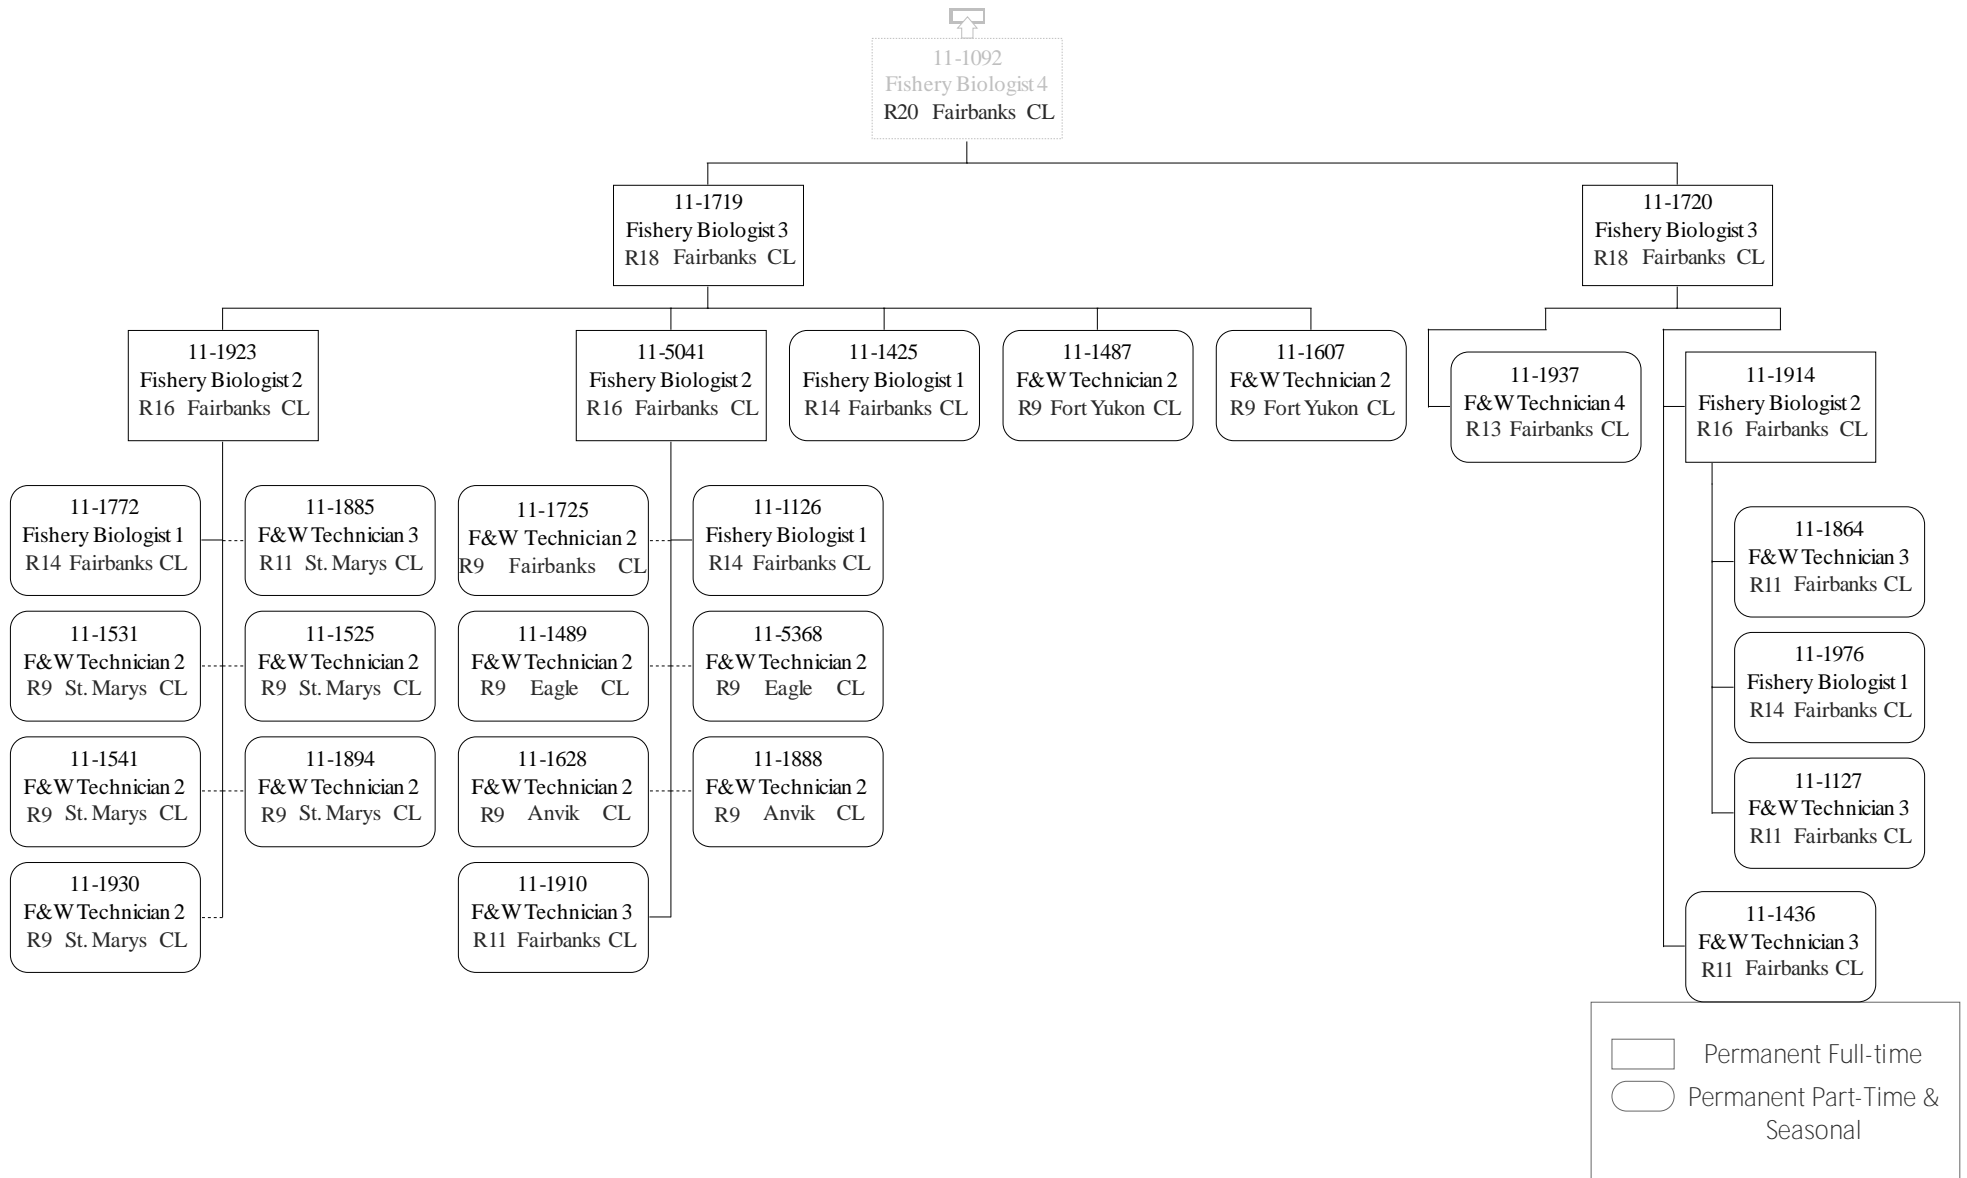 11-1092
Fishery Biologist 4
R20 Fairbanks CL
11-1719
Fishery Biologist 3
R18 Fairbanks CL
11-1720
Fishery Biologist 3
R18 Fairbanks CL
11-1923
Fishery Biologist 2
R16 Fairbanks CL
11-5041
Fishery Biologist 2
R16 Fairbanks CL
11-1425
Fishery Biologist 1
R14 Fairbanks CL
11-1487
F&W Technician 2
R9 Fort Yukon CL
11-1607
F&W Technician 2
R9 Fort Yukon CL
11-1937
F&W Technician 4
R13 Fairbanks CL
11-1914
Fishery Biologist 2
R16 Fairbanks CL
11-1772
Fishery Biologist 1
R14 Fairbanks CL
11-1885
F&W Technician 3
R11 St. Marys CL
11-1725
F&W Technician 2
R9 Fairbanks CL
11-1126
Fishery Biologist 1
R14 Fairbanks CL
11-1864
F&W Technician 3
R11 Fairbanks CL
11-1531
F&W Technician 2
R9 St. Marys CL
11-1525
F&W Technician 2
R9 St. Marys CL
11-1489
F&W Technician 2
R9 Eagle CL
11-5368
F&W Technician 2
R9 Eagle CL
11-1976
Fishery Biologist 1
R14 Fairbanks CL
11-1541
F&W Technician 2
R9 St. Marys CL
11-1894
F&W Technician 2
R9 St. Marys CL
11-1628
F&W Technician 2
R9 Anvik CL
11-1888
F&W Technician 2
R9 Anvik CL
11-1127
F&W Technician 3
R11 Fairbanks CL
11-1930
F&W Technician 2
R9 St. Marys CL
11-1910
F&W Technician 3
R11 Fairbanks CL
11-1436
F&W Technician 3
R11 Fairbanks CL
Permanent Full-time
Permanent Part-Time &
Seasonal